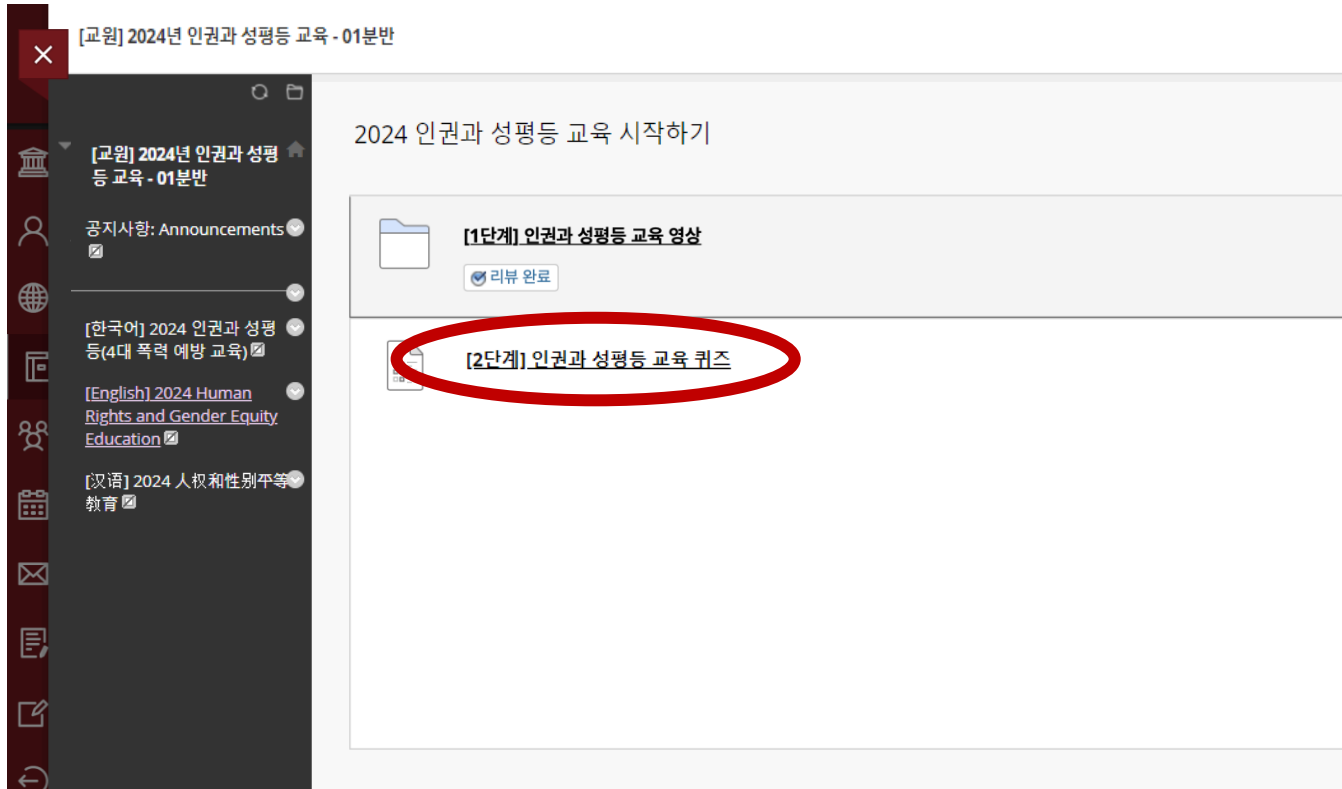 [교원] 2024년 인권과 성평등 교육 - 01분반
[교원] 2024년 인권과 성평
등 교육 - 01분반
공지사항: Announcements
[한국어] 2024 인권과 성평
등(4대 폭력 예방 교육)
[English] 2024 Human
Rights and Gender Equity
Education
[汉语] 2024 人权和性别平等
教育
2024 인권과 성평등 교육 시작하기
[1단계] 인권과 성평등 교육 영상
리뷰 완료
[2단계] 인권과 성평등 교육 퀴즈